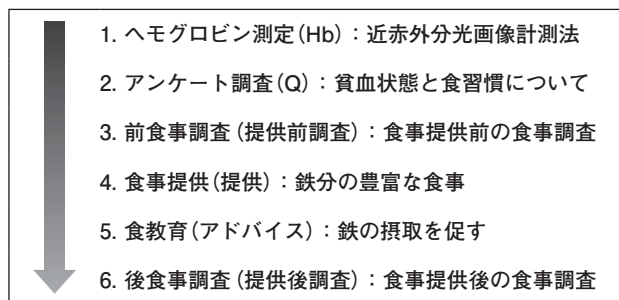 1. ヘモグロビン測定(Hb)：近赤外分光画像計測法
2. アンケート調査(Q)：貧血状態と食習慣について
3. 前食事調査(提供前調査)：食事提供前の食事調査
4. 食事提供(提供)：鉄分の豊富な食事
5. 食教育(アドバイス)：鉄の摂取を促す
6. 後食事調査(提供後調査)：食事提供後の食事調査